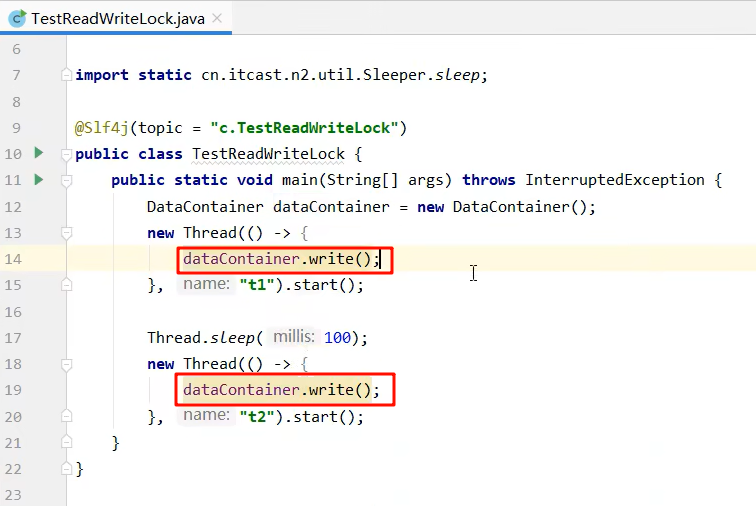 TestReadWriteLock.java
6
7 import static cn.itcast.n2.util.Sleeper.sleep;
8
9 @Slf4j(topic = "c.TestReadWriteLock")
10 public class TestReadWriteLock {
11 public static void main(String[] args) throws InterruptedException {
12 DataContainer dataContainer = new DataContainer();
13 new Thread(() -> {
14 dataContainer.write();
15 }, name: "t1").start();
16
17 Thread.sleep( millis: 100);
18 new Thread(() -> {
19 dataContainer.write();
20 }, name: "t2").start();
21 }
22 }
23